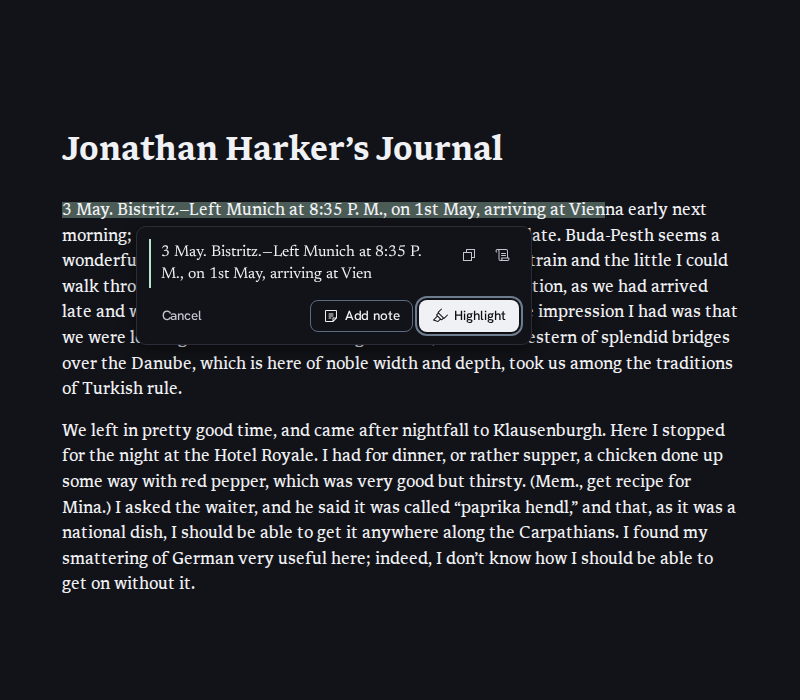 Jonathan Harker’s Journal
3 May. Bistritz.—Left Munich at 8:35 P. M., on 1st May, arriving at Vienna early next
morning; late. Buda-Pesth seems a
train and the little I could
walk as we had arrived
late and impression I had was that
we were of splendid bridges
over the Danube, which is here of noble width and depth, took us among the traditions
of Turkish rule.
3 May. Bistritz.—Left Munich at 8:35 P.
M., on 1st May, arriving at Vien
Cancel
Add note
Highlight
We left in pretty good time, and came after nightfall to Klausenburgh. Here I stopped
for the night at the Hotel Royale. I had for dinner, or rather supper, a chicken done up
some way with red pepper, which was very good but thirsty. (Mem., get recipe for
Mina.) I asked the waiter, and he said it was called “paprika hendl,” and that, as it was a
national dish, I should be able to get it anywhere along the Carpathians. I found my
smattering of German very useful here; indeed, I don’t know how I should be able to
get on without it.